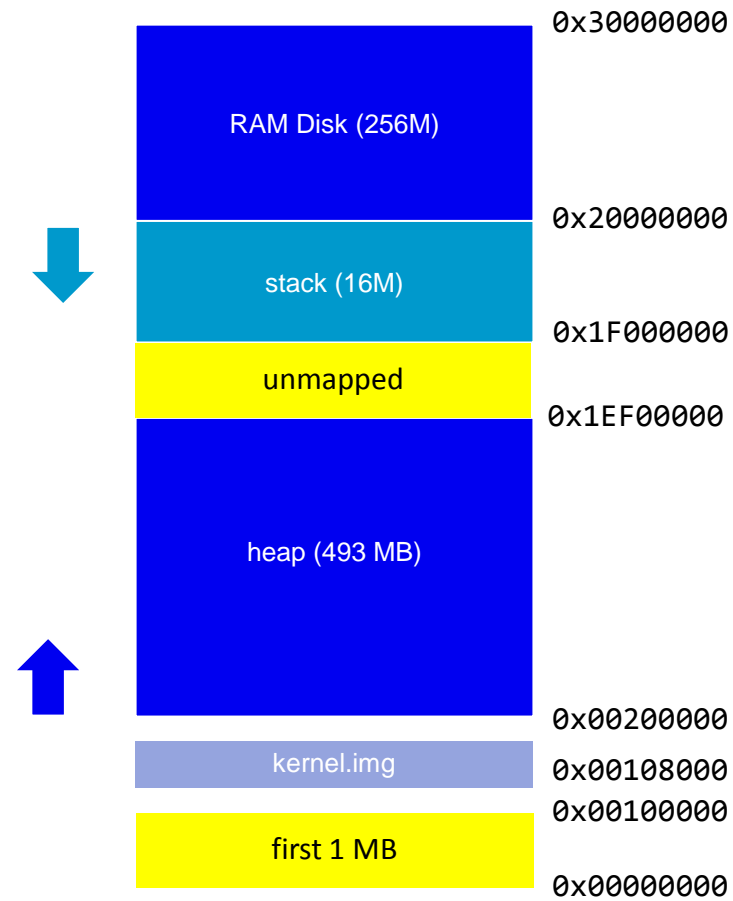 0x30000000
RAM Disk (256M)
0x20000000
stack (16M)
0x1F000000
unmapped
0x1EF00000
heap (493 MB)
0x00200000
kernel.img
0x00108000
0x00100000
first 1 MB
0x00000000